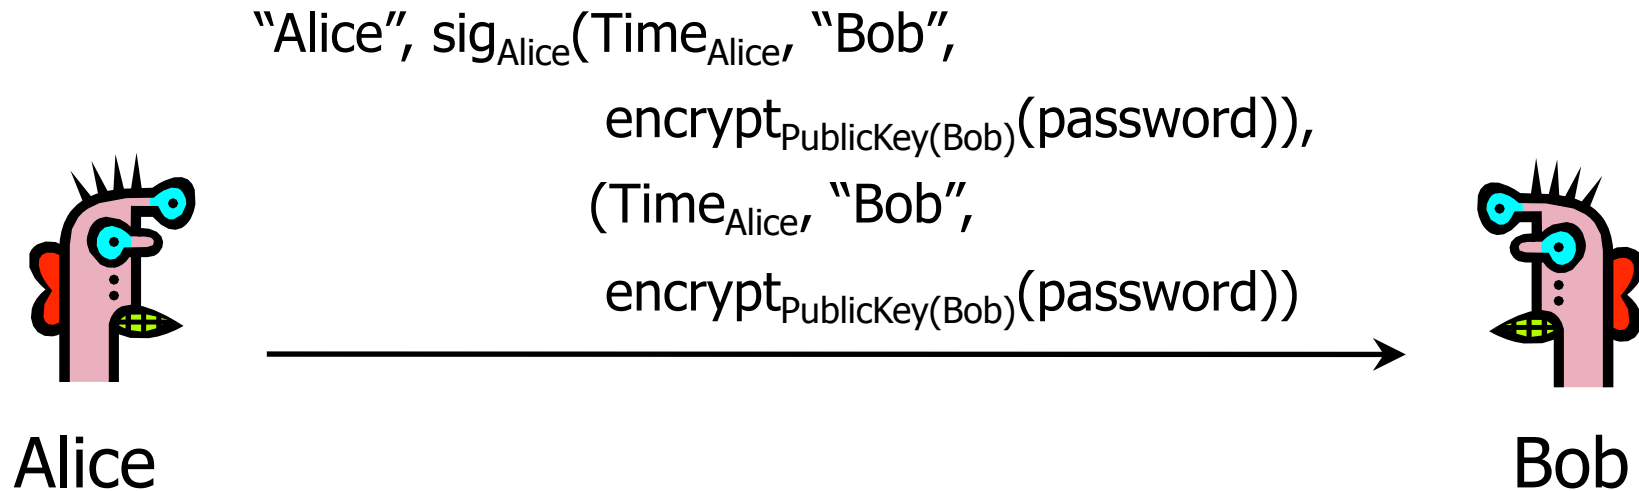 “Alice”, sigAlice(TimeAlice, “Bob”,
encryptPublicKey(Bob)(password)),
(TimeAlice, “Bob”,
encryptPublicKey(Bob)(password))
Alice
Bob